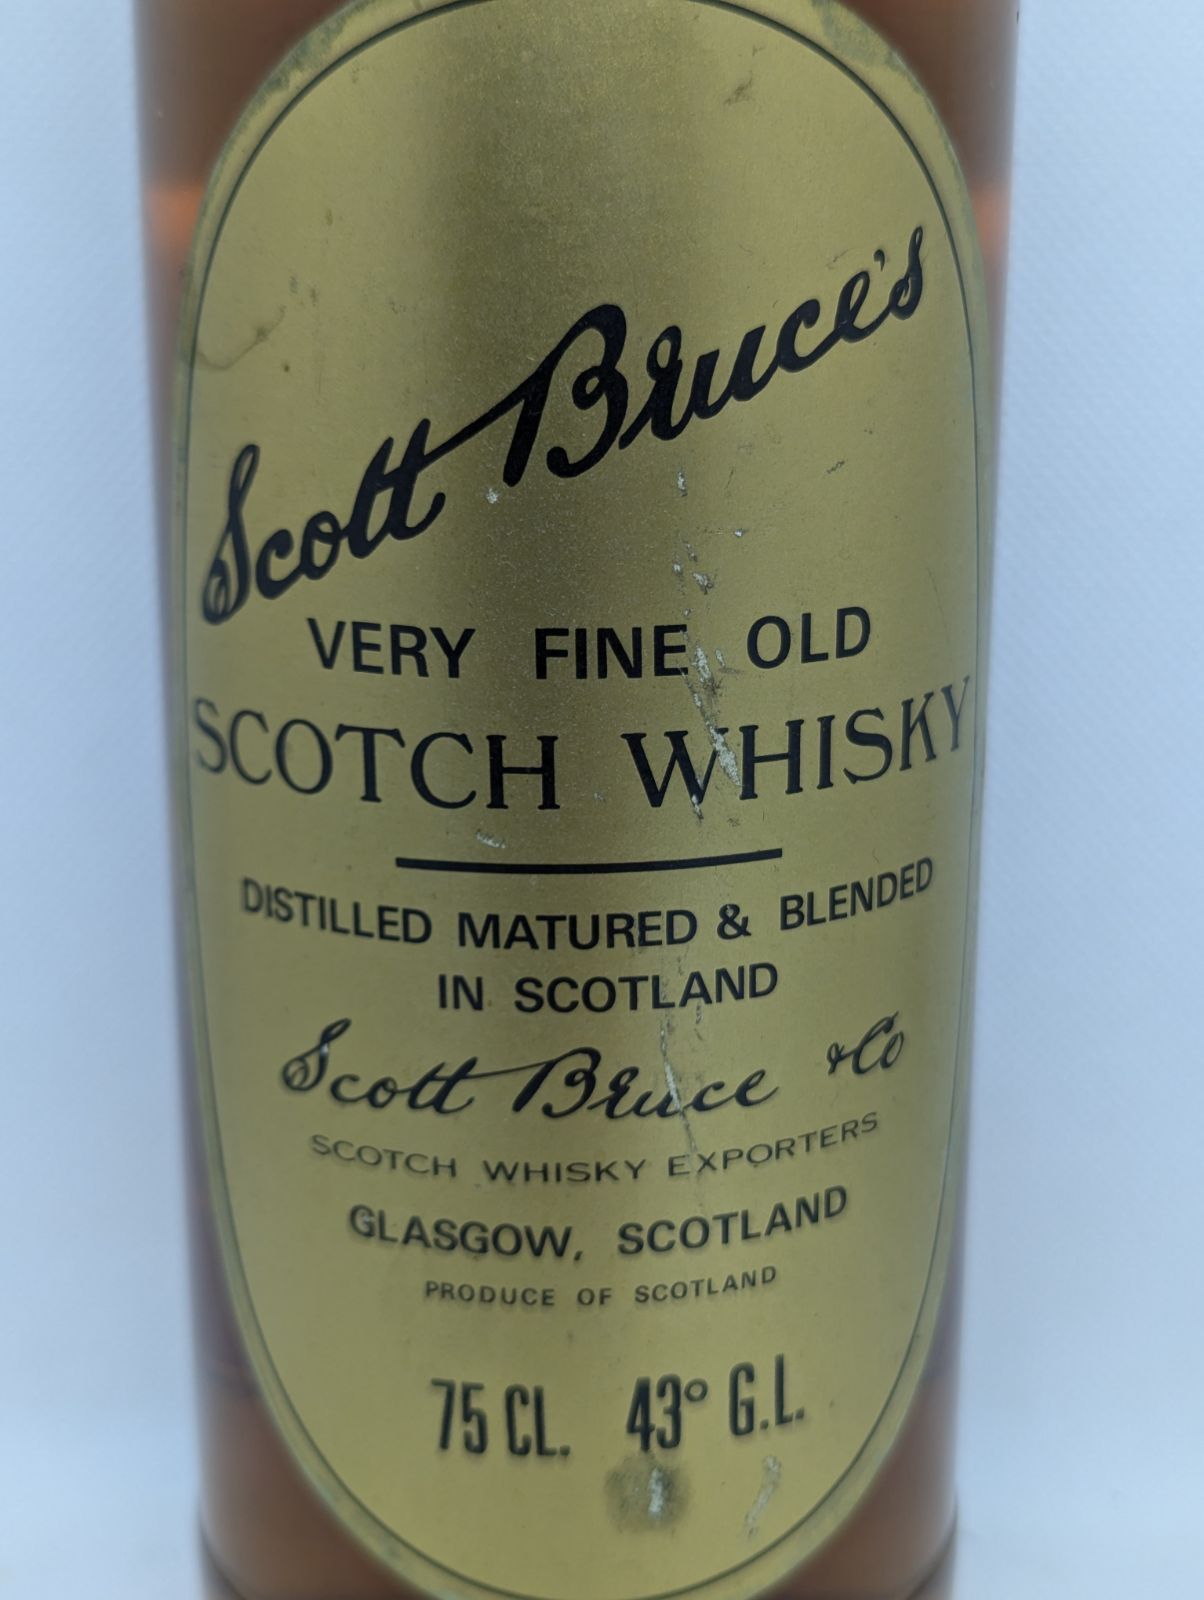 Scott Bruce's
VERY FINE OLD
SCOTCH WHISKY
DISTILLED MATURED & BLENDED
IN SCOTLAND
Scott Bruce & Co
SCOTCH WHISKY EXPORTERS
GLASGOW, SCOTLAND
PRODUCE OF SCOTLAND
75 CL. 43° G.L.